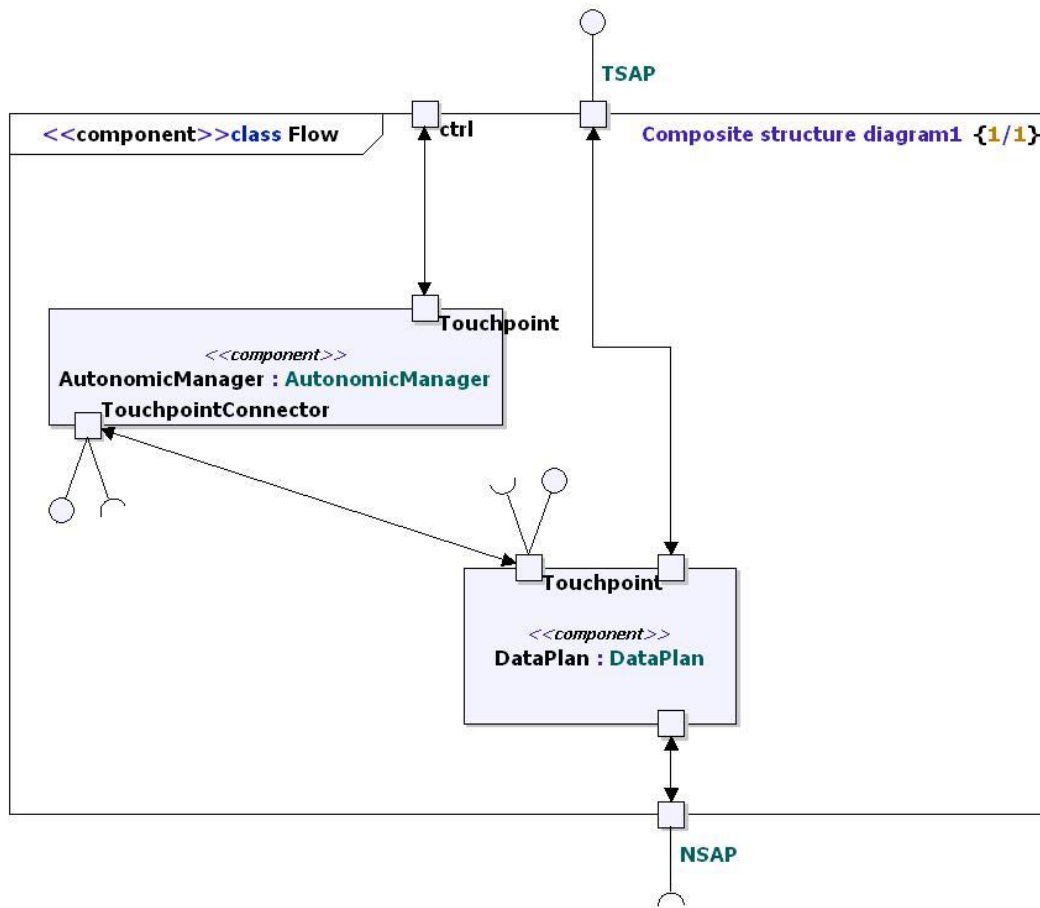 TSAP
<<component>>class Flow
ctrl
Composite structure diagram1 {1/1}
Touchpoint
<<component>>
AutonomicManager : AutonomicManager
TouchpointConnector
Touchpoint
<<component>>
DataPlan : DataPlan
NSAP